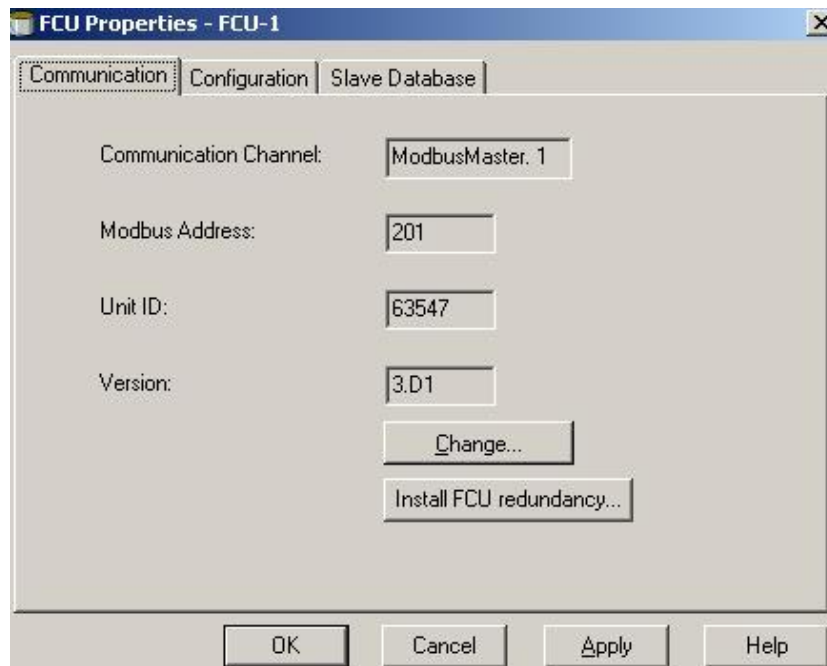 FCU Properties - FCU-1
Communication Configuration Slave Database
Communication Channel: ModbusMaster. 1
Modbus Address: 201
Unit ID: 63547
Version: 3.D1
Change...
Install FCU redundancy...
OK Cancel Apply Help